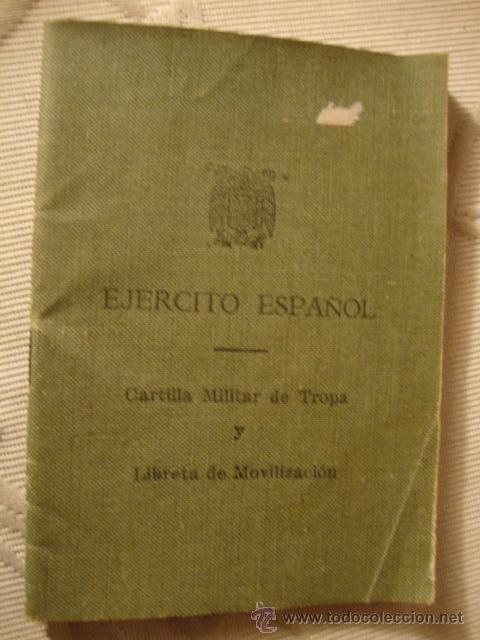 EJERCITO ESPAÑOL
Cartilla Militar de Tropa
y
Libreta de Movilización
www.todocoleccion.net